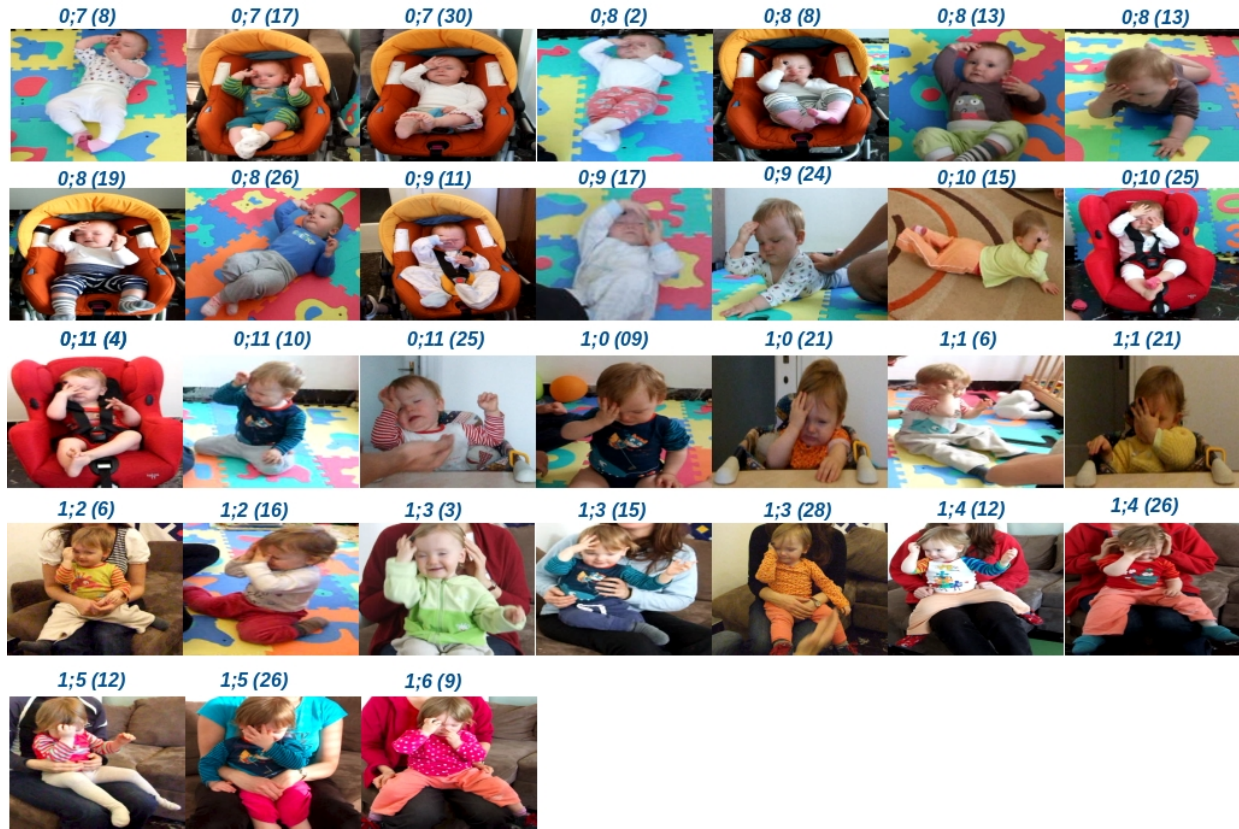 0;7 (8) 0;7 (17) 0;7 (30) 0;8 (2) 0;8 (8) 0;8 (13) 0;8 (13)
0;8 (19) 0;8 (26) 0;9 (11) 0;9 (17) 0;9 (24) 0;10 (15) 0;10 (25)
0;11 (4) 0;11 (10) 0;11 (25) 1;0 (09) 1;0 (21) 1;1 (6) 1;1 (21)
1;2 (6) 1;2 (16) 1;3 (3) 1;3 (15) 1;3 (28) 1;4 (12) 1;4 (26)
1;5 (12) 1;5 (26) 1;6 (9)